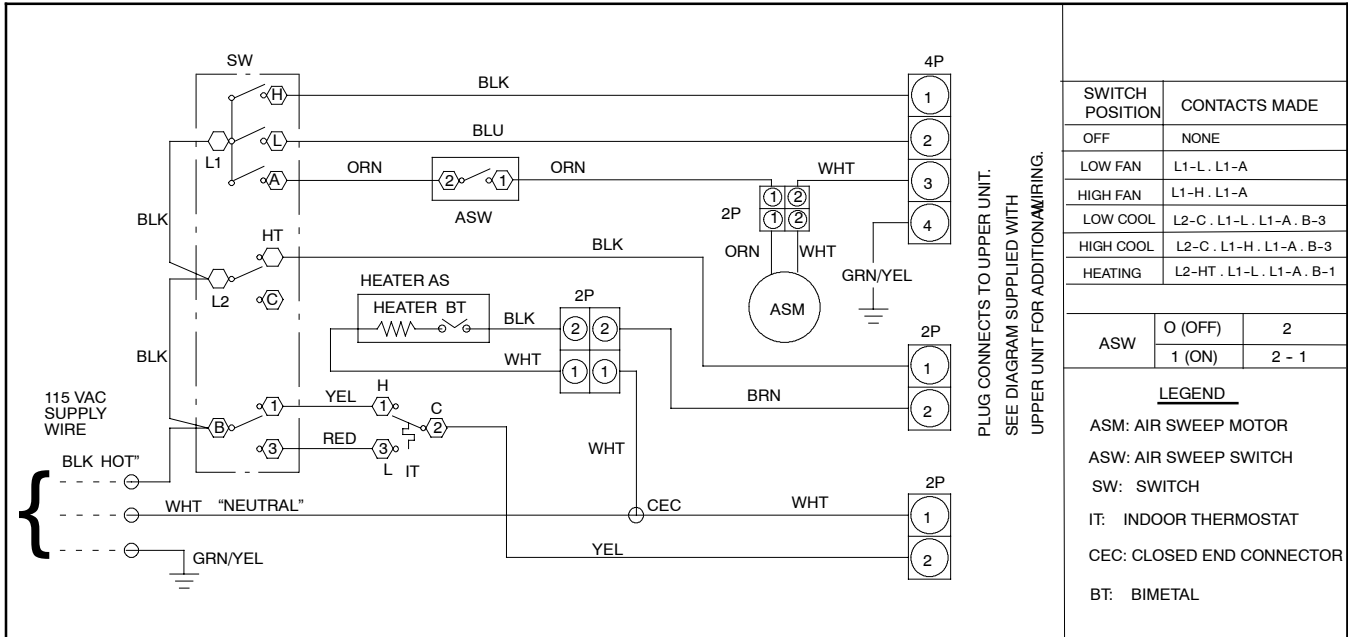 SW
4P
H
BLK
1
L
BLU
2
L1
A
ORN
2
1
ORN
WHT
3
ASW
2P
1 2
1 2
4
BLK
HT
BLK
ORN
WHT
GRN/YEL
L2
C
HEATER AS
HEATER BT
2P
ASM
BLK
2 2
2P
BLK
WHT
1 1
1
BRN
2
115 VAC
SUPPLY
WIRE
1
YEL
H
1
C
2
B
3
RED
3
L IT
WHT
BLK HOT”
2P
WHT “NEUTRAL”
CEC
WHT
1
GRN/YEL
YEL
2
PLUG CONNECTS TO UPPER UNIT.
SEE DIAGRAM SUPPLIED WITH
UPPER UNIT FOR ADDITIONAL WIRING.
SWITCH
POSITION
CONTACTS MADE
OFF NONE
LOW FAN L1-L . L1-A
HIGH FAN L1-H . L1-A
LOW COOL L2-C . L1-L . L1-A . B-3
HIGH COOL L2-C . L1-H . L1-A . B-3
HEATING L2-HT . L1-L . L1-A . B-1
ASW
O (OFF) 2
1 (ON) 2 - 1
LEGEND
ASM: AIR SWEEP MOTOR
ASW: AIR SWEEP SWITCH
SW: SWITCH
IT: INDOOR THERMOSTAT
CEC: CLOSED END CONNECTOR
BT: BIMETAL